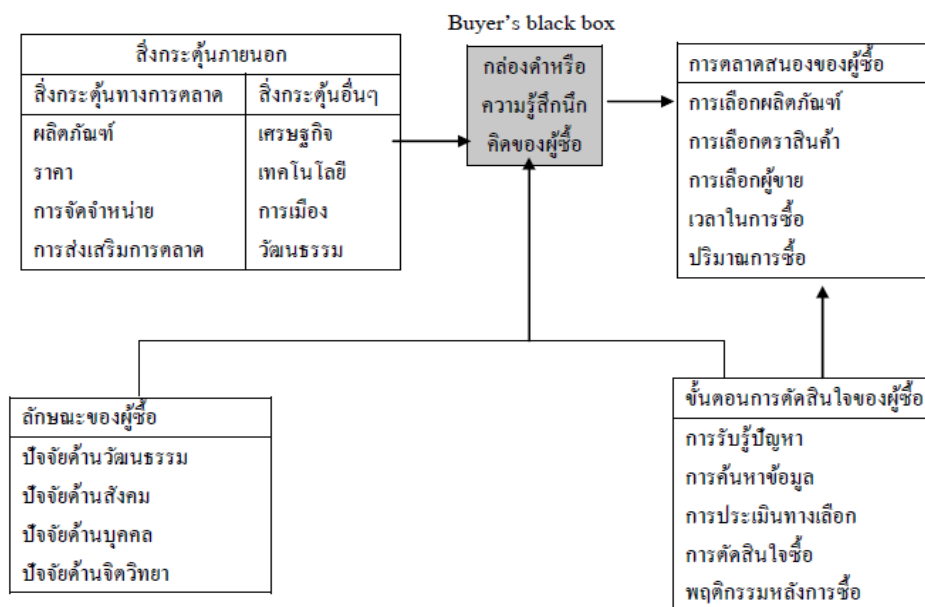 Buyer's black box
สิ่งกระตุ้นภายนอก
สิ่งกระตุ้นทางการตลาด
สิ่งกระตุ้นอื่นๆ
ผลิตภัณฑ์
เศรษฐกิจ
ราคา
เทคโนโลยี
การจัดจำหน่าย
การเมือง
การส่งเสริมการตลาด
วัฒนธรรม
กล่องดำหรือ
ความรู้สึกนึก
คิดของผู้ซื้อ
การตลาดสนองของผู้ซื้อ
การเลือกผลิตภัณฑ์
การเลือกตราสินค้า
การเลือกผู้ขาย
เวลาในการซื้อ
ปริมาณการซื้อ
ลักษณะของผู้ซื้อ
ปัจจัยด้านวัฒนธรรม
ปัจจัยด้านสังคม
ปัจจัยด้านบุคคล
ปัจจัยด้านจิตวิทยา
ขั้นตอนการตัดสินใจของผู้ซื้อ
การรับรู้ปัญหา
การค้นหาข้อมูล
การประเมินทางเลือก
การตัดสินใจซื้อ
พฤติกรรมหลังการซื้อ